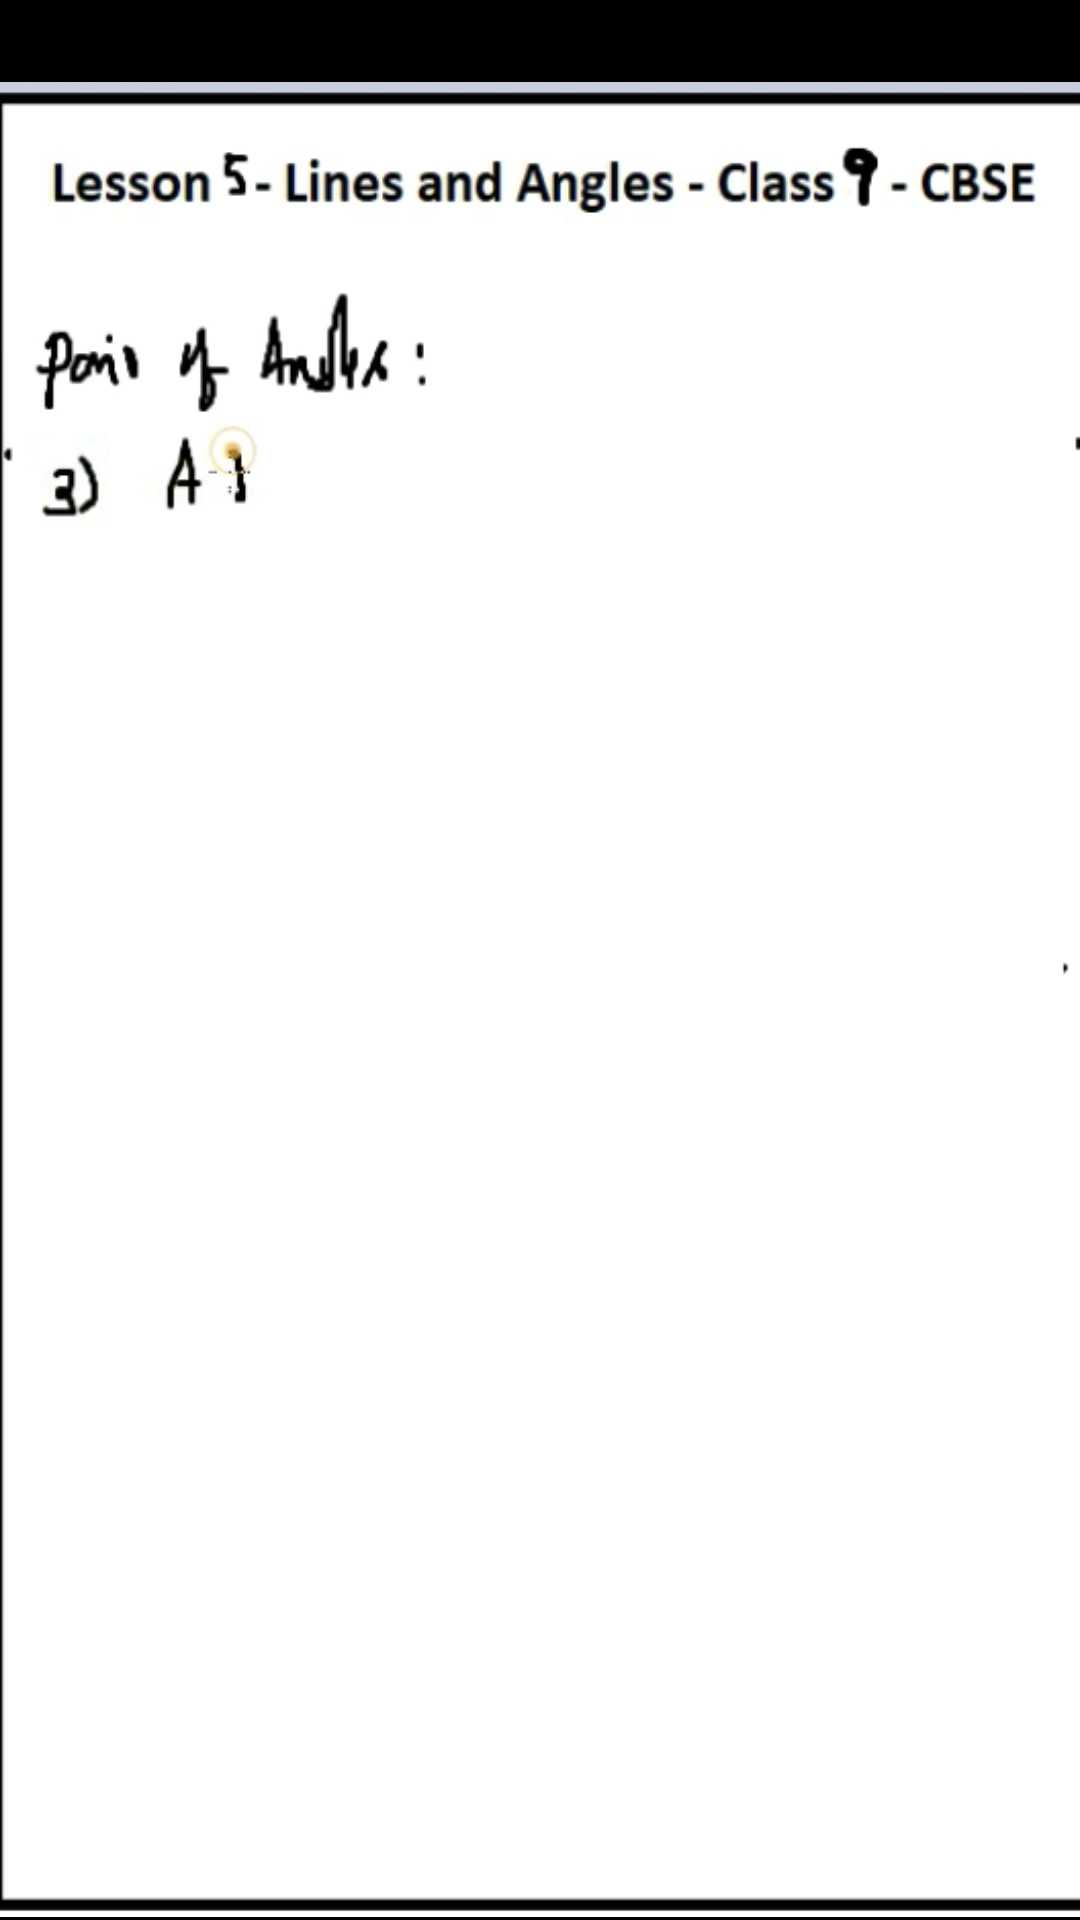 Lesson 5 - Lines and Angles - Class 9 - CBSE
Pair of Angles :
3) A